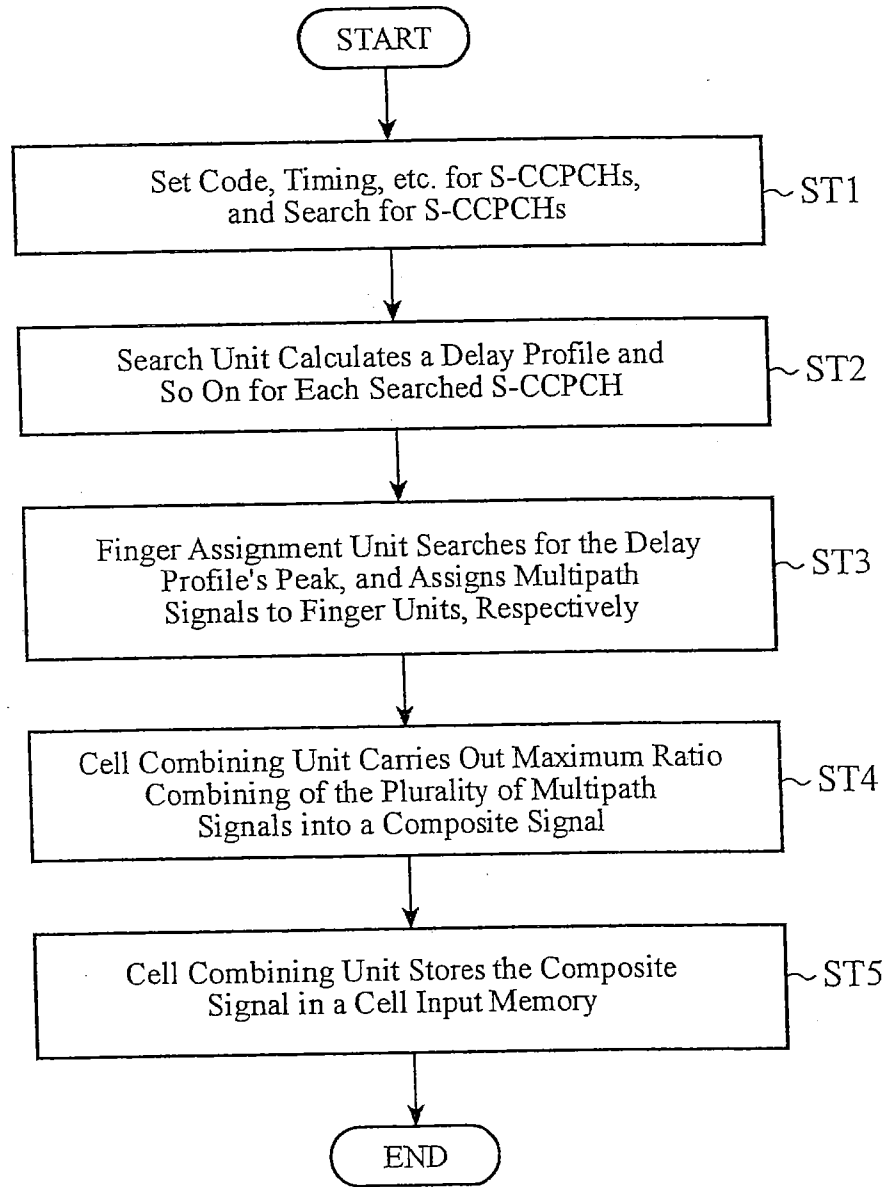 START
Set Code, Timing, etc. for S-CCPCHs,
and Search for S-CCPCHs
ST1
Search Unit Calculates a Delay Profile and
So On for Each Searched S-CCPCH
ST2
Finger Assignment Unit Searches for the Delay
Profile's Peak, and Assigns Multipath
Signals to Finger Units, Respectively
ST3
Cell Combining Unit Carries Out Maximum Ratio
Combining of the Plurality of Multipath
Signals into a Composite Signal
ST4
Cell Combining Unit Stores the Composite
Signal in a Cell Input Memory
ST5
END